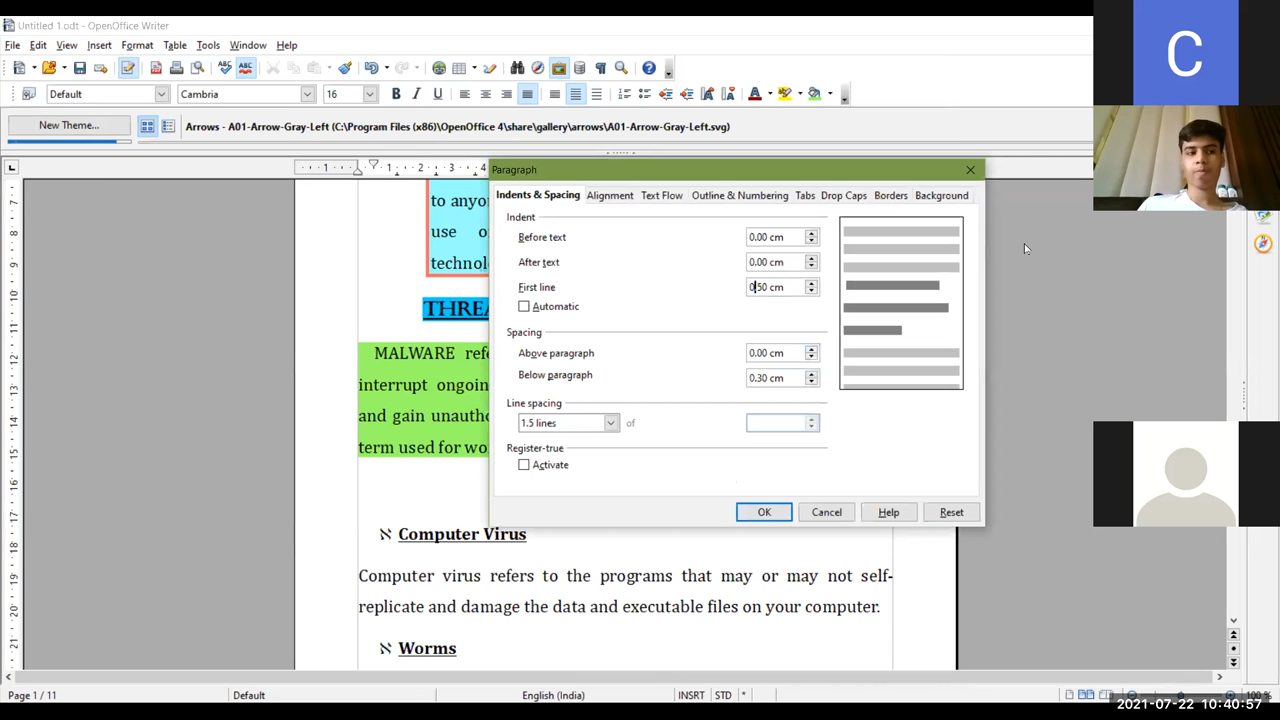 Untitled 1.odt - OpenOffice Writer
File Edit View Insert Format Table Tools Window Help
Default Cambria 16 B I U
New Theme...
Arrows - A01-Arrow-Gray-Left (C:\Program Files (x86)\OpenOffice 4\share\gallery\arrows\A01-Arrow-Gray-Left.svg)
C
Paragraph
Indents & Spacing Alignment Text Flow Outline & Numbering Tabs Drop Caps Borders Background
Indent
Before text 0.00 cm
After text 0.00 cm
First line 0.50 cm
Automatic
Spacing
Above paragraph 0.00 cm
Below paragraph 0.30 cm
Line spacing
1.5 lines of
Register-true
Activate
OK Cancel Help Reset
to anyo
use o
technol
THREA
MALWARE refe
interrupt ongoing
and gain unautho
term used for wo
ℵ Computer Virus
Computer virus refers to the programs that may or may not self-
replicate and damage the data and executable files on your computer.
ℵ Worms
Page 1 / 11 Default English (India) INSRT STD * 100 %
2021-07-22 10:40:57